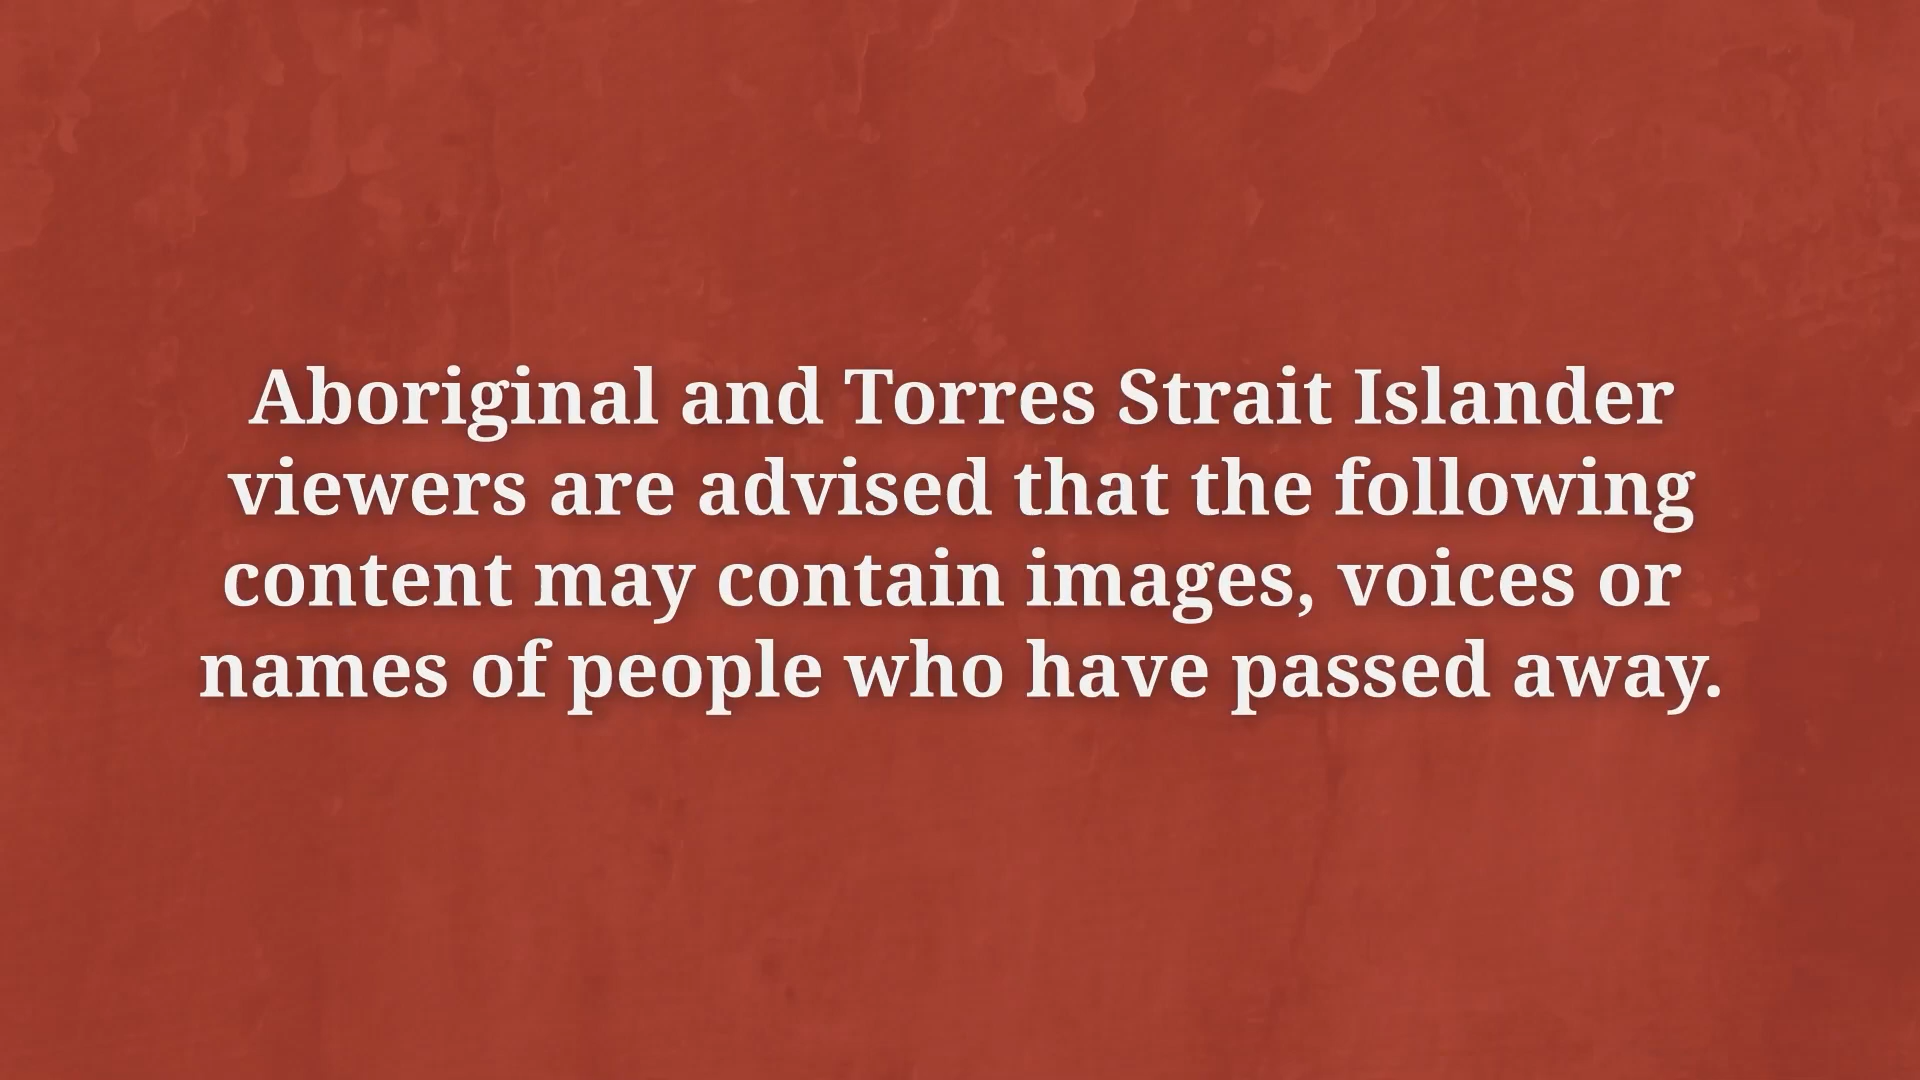 Aboriginal and Torres Strait Islander
viewers are advised that the following
content may contain images, voices or
names of people who have passed away.